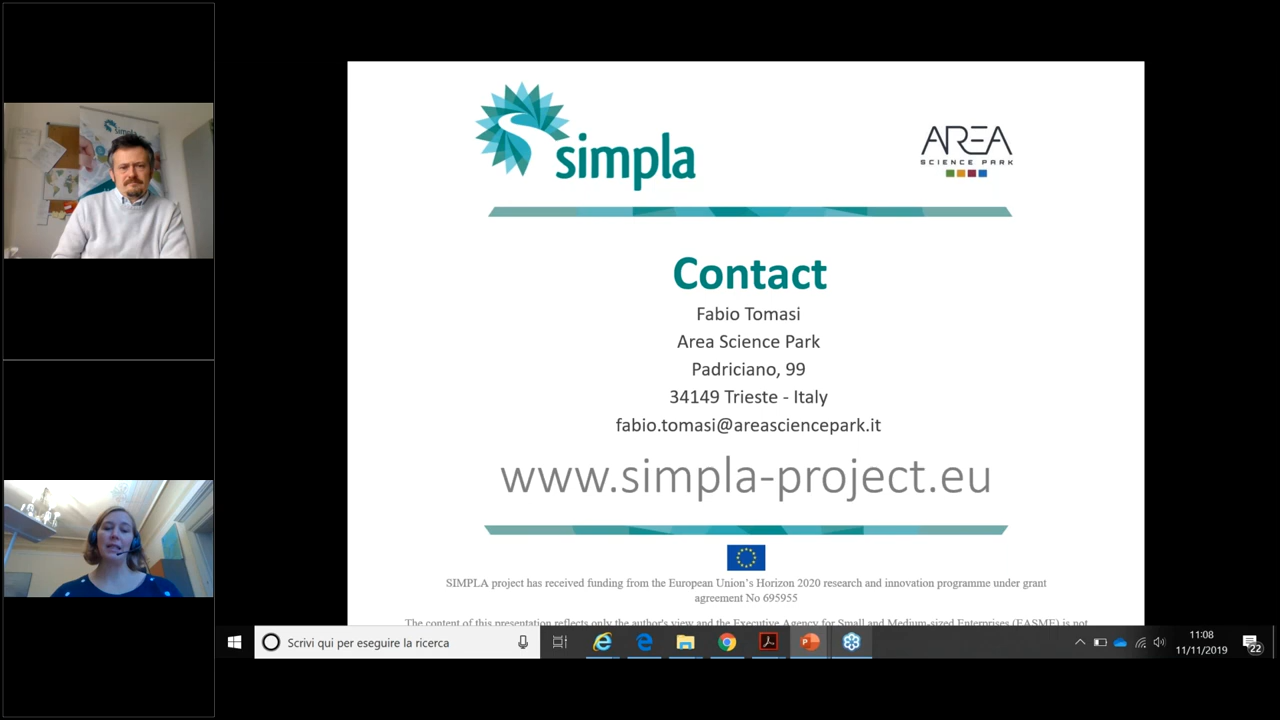 simpla
simpla
AREA
SCIENCE PARK
Contact
Fabio Tomasi
Area Science Park
Padriciano, 99
34149 Trieste - Italy
fabio.tomasi@areasciencepark.it
www.simpla-project.eu
SIMPLA project has received funding from the European Union's Horizon 2020 research and innovation programme under grant
agreement No 695955
The content of this presentation reflects only the author's view and the Executive Agency for Small and Medium-sized Enterprises (EASME) is not
Scrivi qui per eseguire la ricerca
11:08
11/11/2019
22